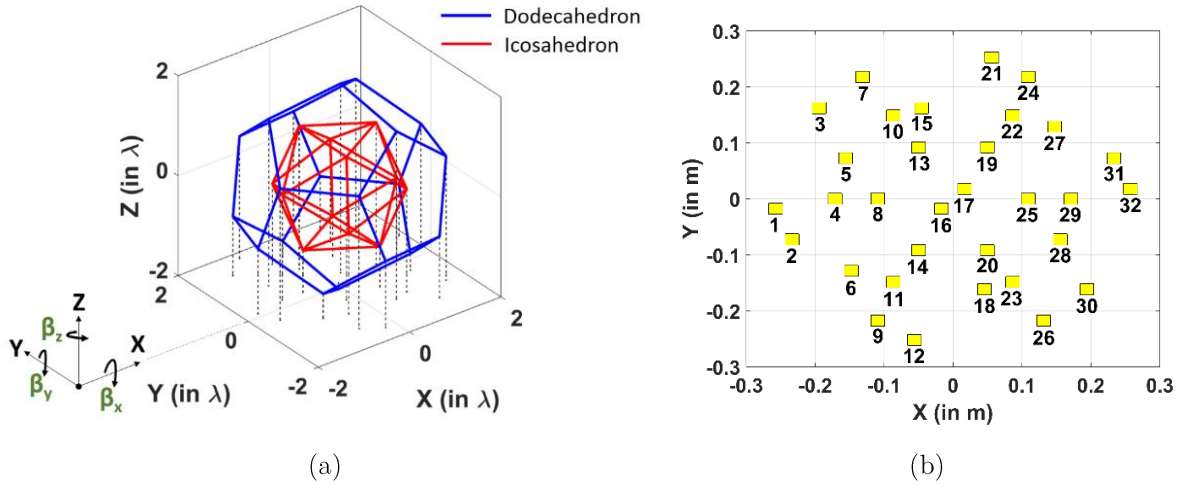 Dodecahedron
Icosahedron
2
0
-2
Z (in λ)
2
0
-2
Y (in λ)
-2
0
2
X (in λ)
Z
Y
X
βz
βy
βx
(a)
0.3
0.2
0.1
0
-0.1
-0.2
-0.3
Y (in m)
21
7
24
3
10 15
22
27
13
19
5
31
17
4
8
25
29
32
1
16
2
28
14
20
6
11
18 23
30
9
26
12
-0.3 -0.2 -0.1 0 0.1 0.2 0.3
X (in m)
(b)